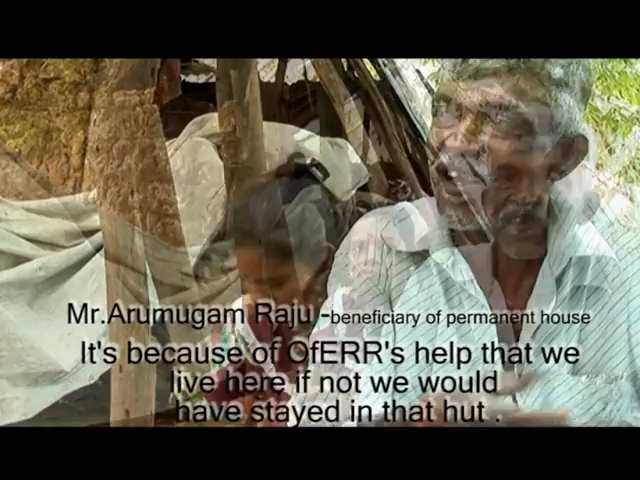 Mr.Arumugam Raju -beneficiary of permanent house
It's because of OfERR's help that we
live here if not we would
have stayed in that hut .